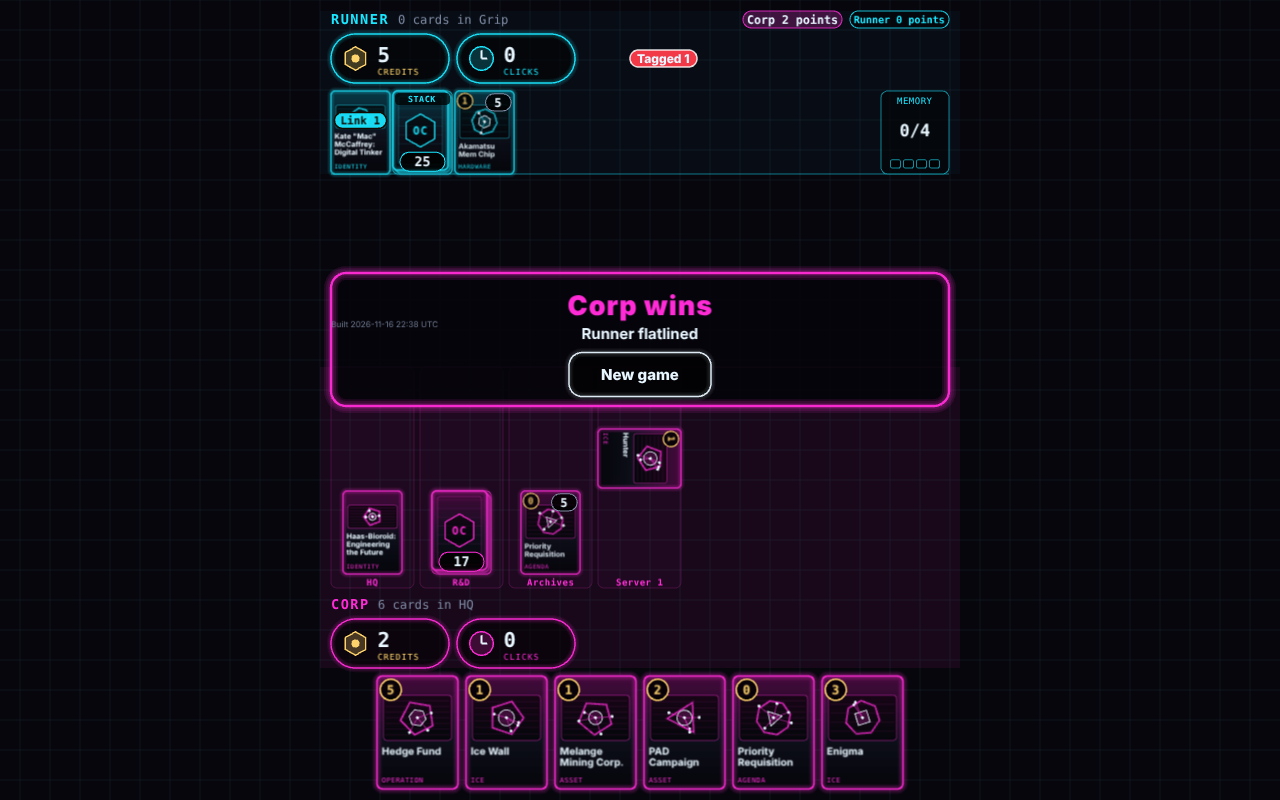 RUNNER 0 cards in Grip
Corp 2 points
Runner 0 points
5
CREDITS
0
CLICKS
Tagged 1
Link 1
Kate "Mac"
McCaffrey:
Digital Tinker
IDENTITY
STACK
OC
25
1
5
Akamatsu
Mem Chip
HARDWARE
MEMORY
0/4
Corp wins
Runner flatlined
Built 2026-11-16 22:38 UTC
New game
Hunter
ICE
1
Haas-Bioroid:
Engineering
the Future
IDENTITY
HQ
OC
17
R&D
0
5
Priority
Requisition
AGENDA
Archives
Server 1
CORP 6 cards in HQ
2
CREDITS
0
CLICKS
5
Hedge Fund
OPERATION
1
Ice Wall
ICE
1
Melange
Mining Corp.
ASSET
2
PAD
Campaign
ASSET
0
Priority
Requisition
AGENDA
3
Enigma
ICE